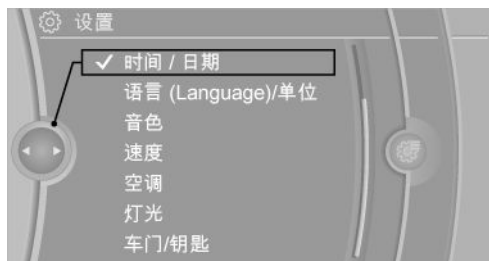 设置
时间 / 日期
语言 (Language)/单位
音色
速度
空调
灯光
车门/钥匙